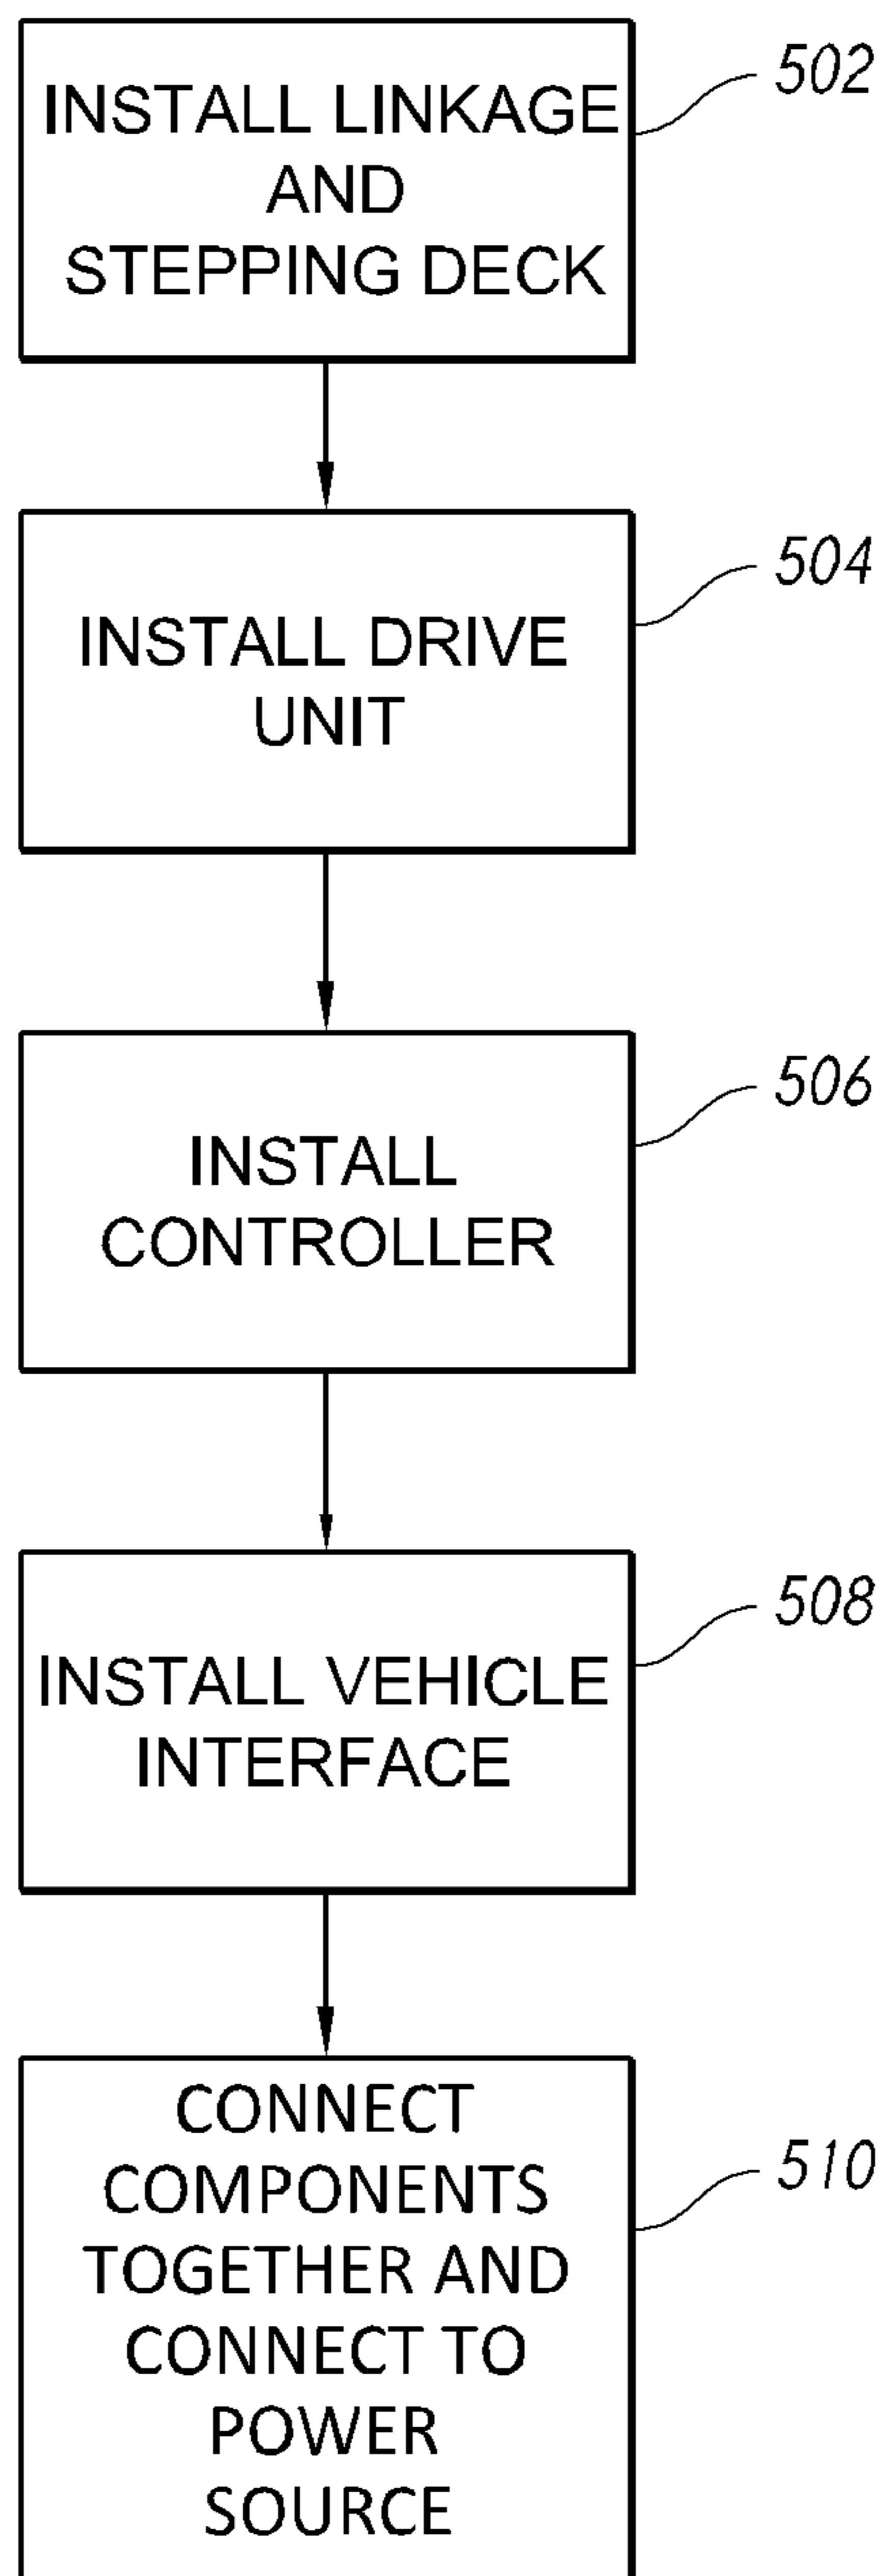 INSTALL LINKAGE
AND
STEPPING DECK
502
INSTALL DRIVE
UNIT
504
INSTALL
CONTROLLER
506
INSTALL VEHICLE
INTERFACE
508
CONNECT
COMPONENTS
TOGETHER AND
CONNECT TO
POWER
SOURCE
510